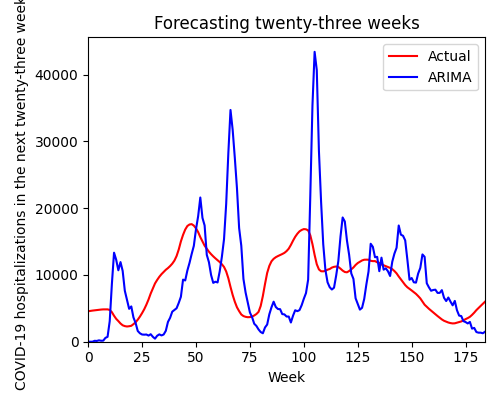 Forecasting twenty-three weeks
COVID-19 hospitalizations in the next twenty-three week
40000
30000
20000
10000
0
Actual
ARIMA
0 25 50 75 100 125 150 175
Week